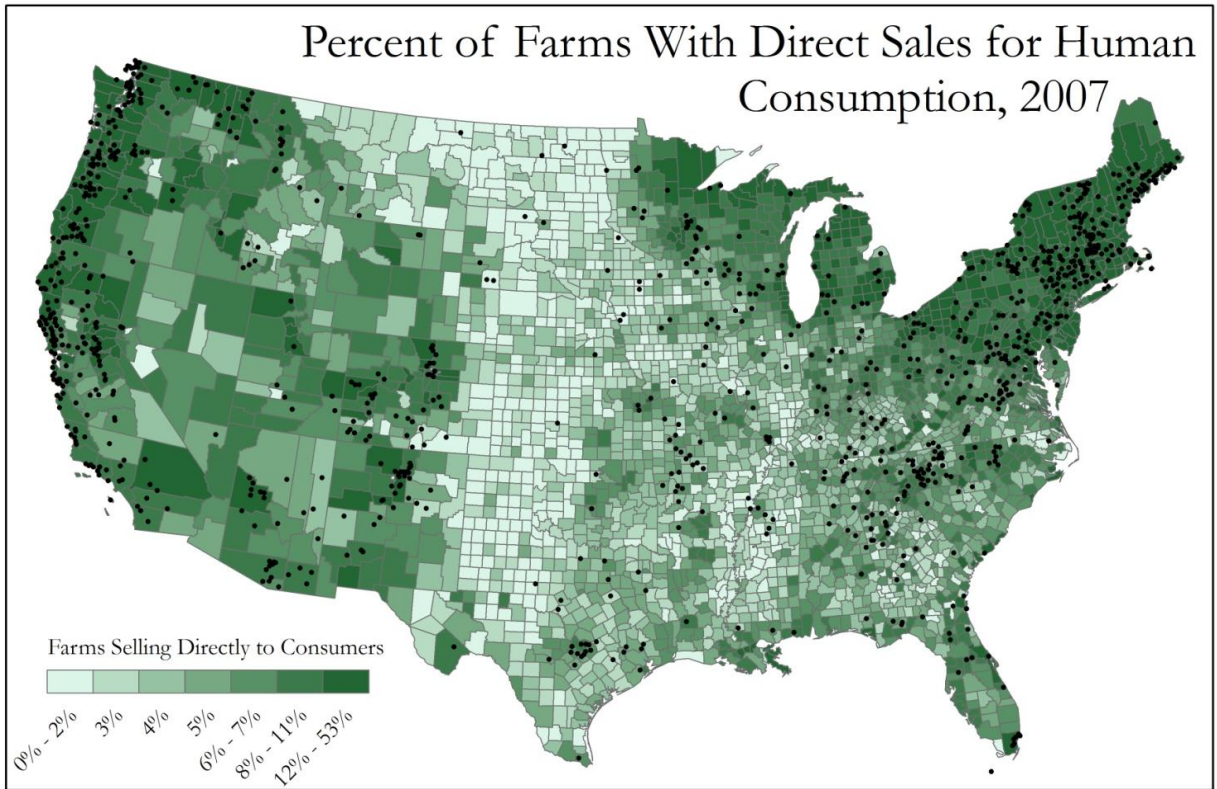 Percent of Farms With Direct Sales for Human
Consumption, 2007
Farms Selling Directly to Consumers
0% - 2%
3%
4%
5%
6% - 7%
8% - 11%
12% - 53%